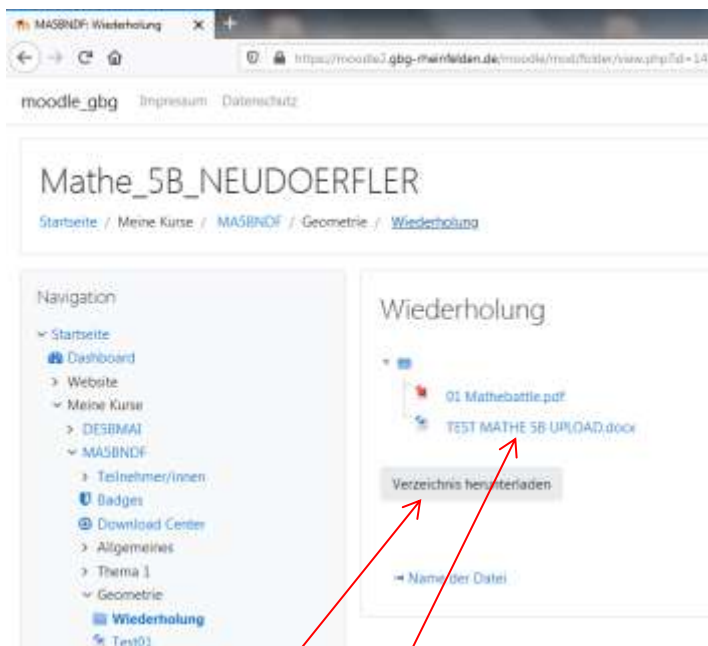 MA5BNDF: Wiederholung
https://moodle2.gbg-rheinfelden.de/moodle/mod/folder/view.php?id=14
moodle_gbg Impressum Datenschutz
Mathe_5B_NEUDOERFLER
Startseite / Meine Kurse / MA5BNDF / Geometrie / Wiederholung
Navigation
Startseite
Dashboard
Website
Meine Kurse
DE5BMAI
MA5BNDF
Teilnehmer/innen
Badges
Download Center
Allgemeines
Thema 1
Geometrie
Wiederholung
Test01
Wiederholung
01 Mathebattle.pdf
TEST MATHE 5B UPLOAD.docx
Verzeichnis herunterladen
Name der Datei